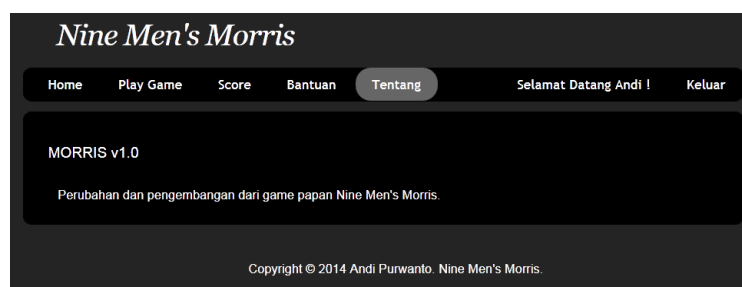 Nine Men's Morris
Home Play Game Score Bantuan Tentang Selamat Datang Andi ! Keluar
MORRIS v1.0
Perubahan dan pengembangan dari game papan Nine Men's Morris.
Copyright © 2014 Andi Purwanto. Nine Men's Morris.